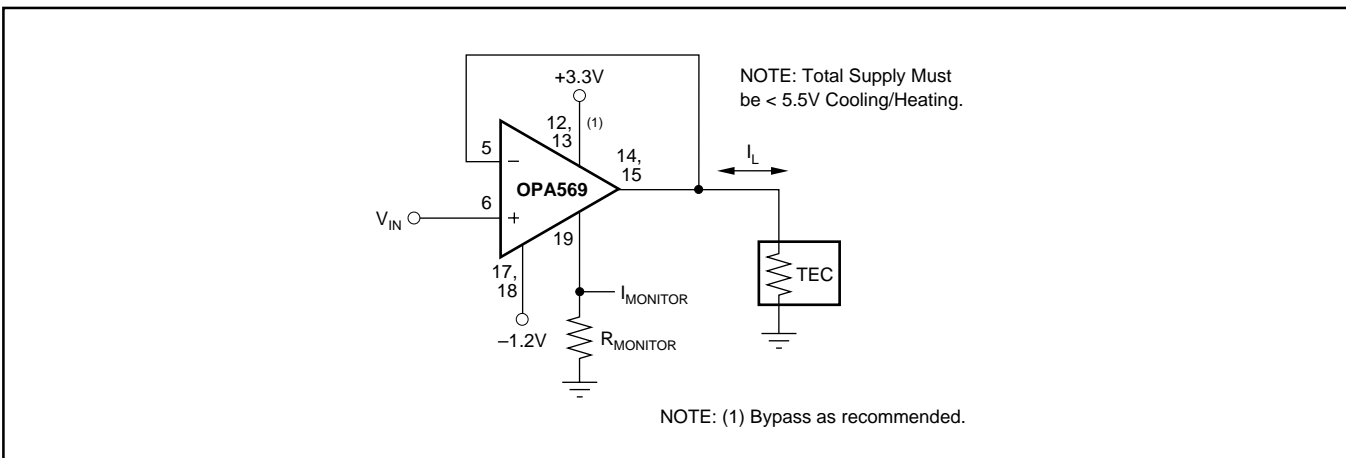 +3.3V
NOTE: Total Supply Must
be < 5.5V Cooling/Heating.
12,
13
(1)
5
–
14,
15
I_L
OPA569
V_IN
6
+
19
17,
18
TEC
I_MONITOR
–1.2V
R_MONITOR
NOTE: (1) Bypass as recommended.